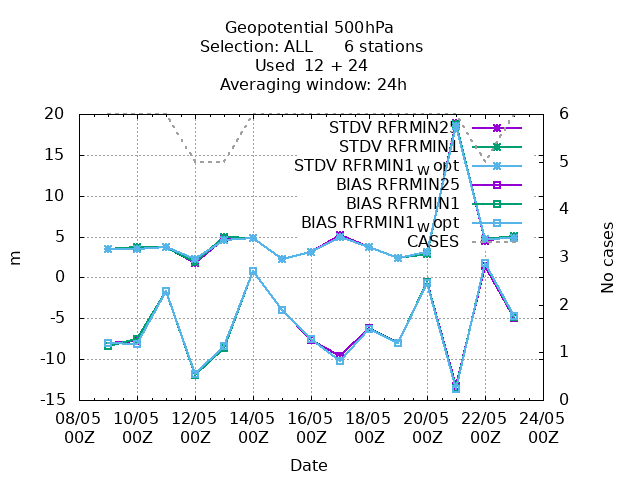 Geopotential 500hPa
Selection: ALL 6 stations
Used 12 + 24
Averaging window: 24h
20
15
10
5
0
-5
-10
-15
m
6
5
4
3
2
1
0
No cases
STDV RFRMIN25
STDV RFRMIN1
STDV RFRMIN1w opt
BIAS RFRMIN25
BIAS RFRMIN1
BIAS RFRMIN1w opt
CASES
08/05 10/05 12/05 14/05 16/05 18/05 20/05 22/05 24/05
00Z 00Z 00Z 00Z 00Z 00Z 00Z 00Z 00Z
Date